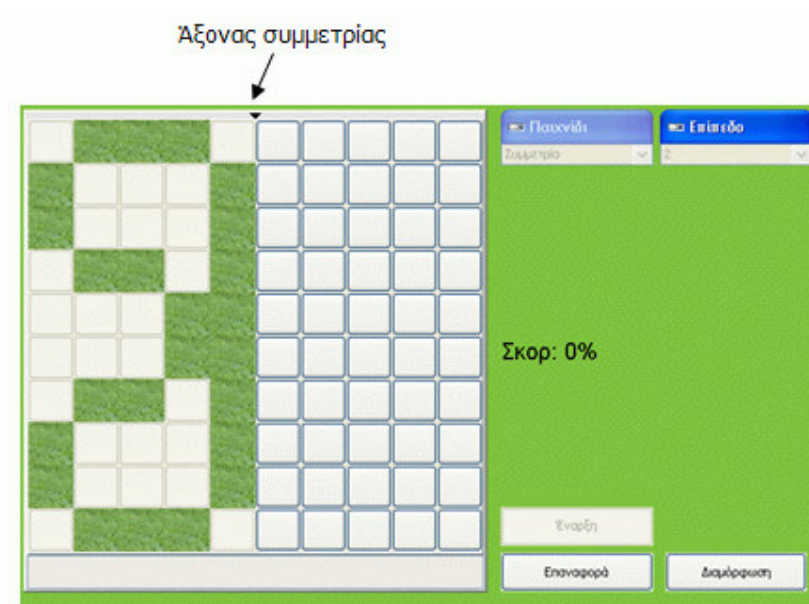 Άξονας συμμετρίας
Παιχνίδι
Επίπεδο
Συμμετρία
2
Σκορ: 0%
Έναρξη
Επαναφορά
Διαμόρφωση